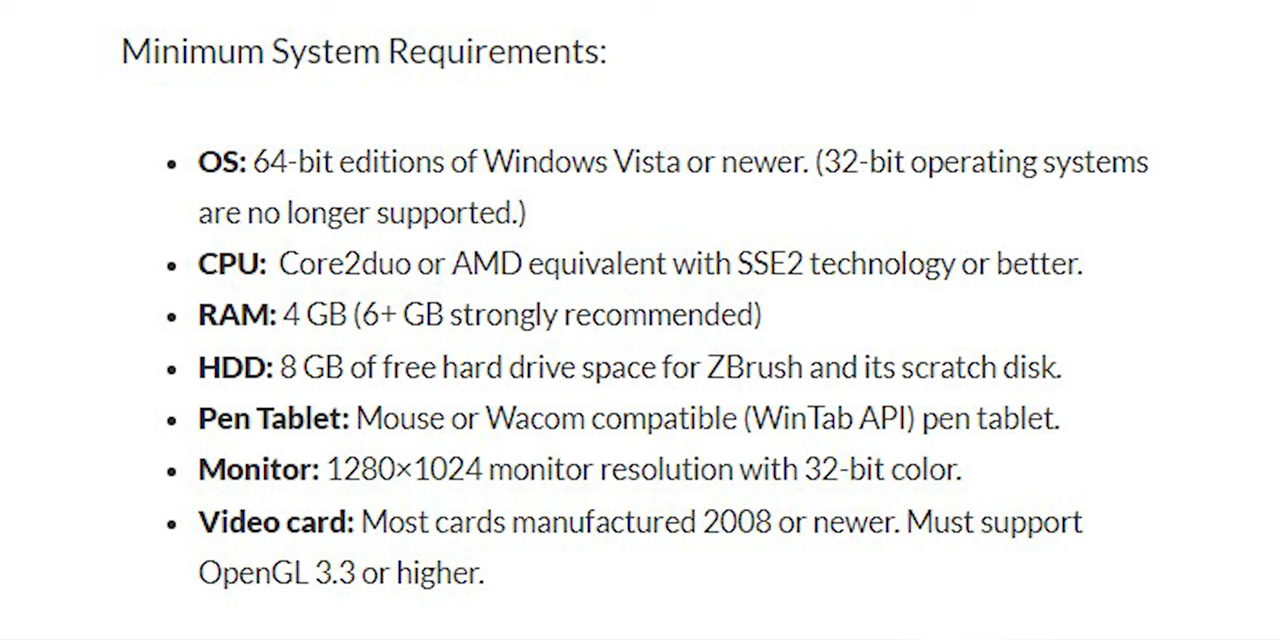 Minimum System Requirements:
• OS: 64-bit editions of Windows Vista or newer. (32-bit operating systems
are no longer supported.)
• CPU:  Core2duo or AMD equivalent with SSE2 technology or better.
• RAM: 4 GB (6+ GB strongly recommended)
• HDD: 8 GB of free hard drive space for ZBrush and its scratch disk.
• Pen Tablet: Mouse or Wacom compatible (WinTab API) pen tablet.
• Monitor: 1280×1024 monitor resolution with 32-bit color.
• Video card: Most cards manufactured 2008 or newer. Must support
OpenGL 3.3 or higher.